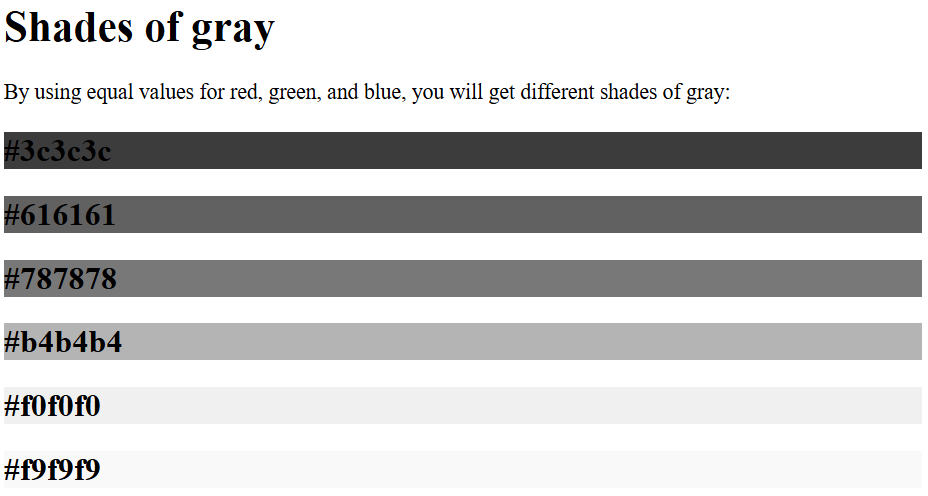 Shades of gray
By using equal values for red, green, and blue, you will get different shades of gray:
#3c3c3c
#616161
#787878
#b4b4b4
#f0f0f0
#f9f9f9